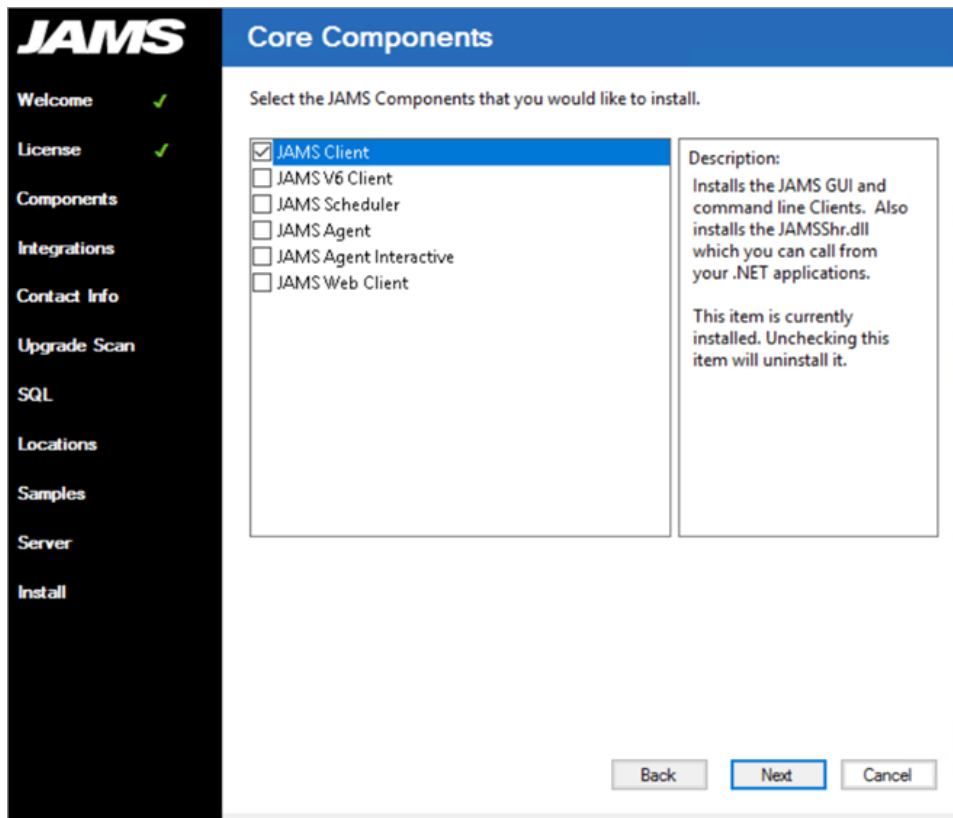 JAMS
Core Components
Welcome
License
Components
Integrations
Contact Info
Upgrade Scan
SQL
Locations
Samples
Server
Install
Select the JAMS Components that you would like to install.
JAMS Client
JAMS V6 Client
JAMS Scheduler
JAMS Agent
JAMS Agent Interactive
JAMS Web Client
Description:
Installs the JAMS GUI and
command line Clients. Also
installs the JAMSShr.dll
which you can call from
your .NET applications.
This item is currently
installed. Unchecking this
item will uninstall it.
Back
Next
Cancel